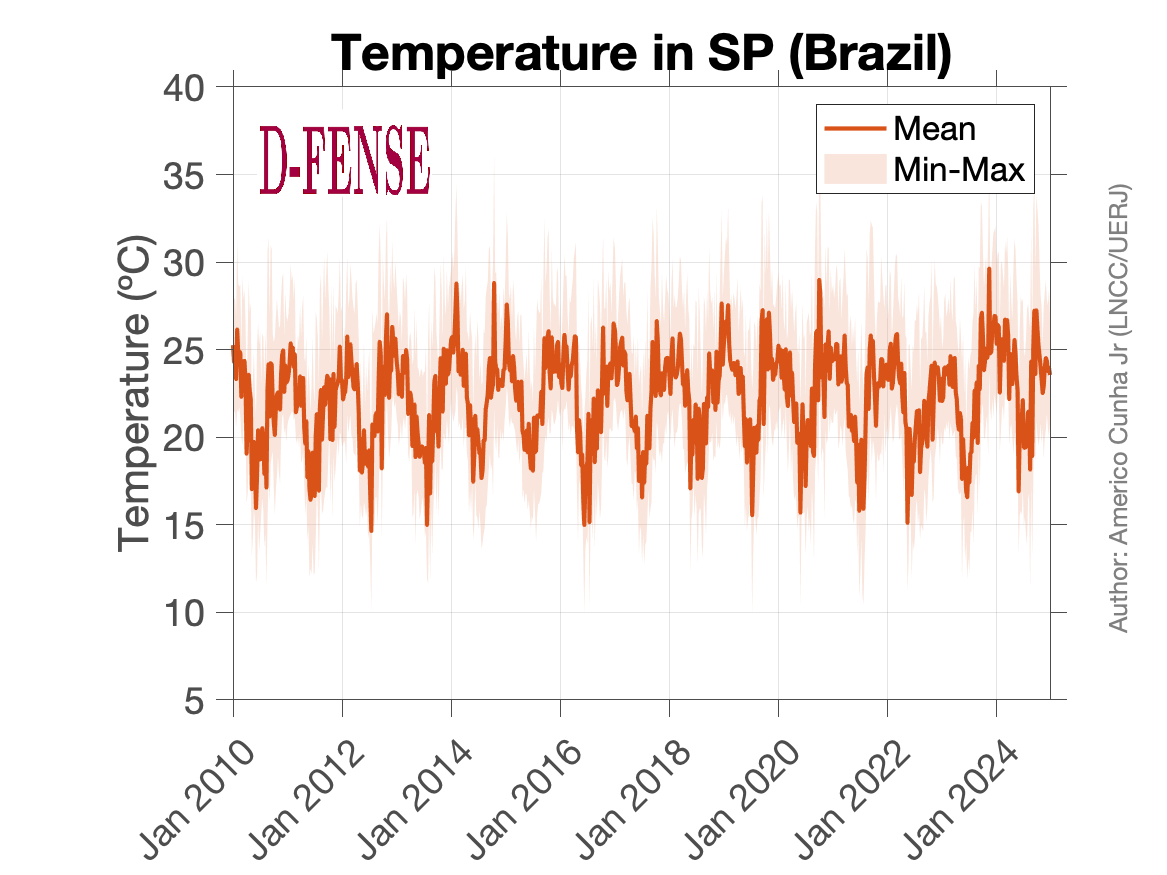 Temperature in SP (Brazil)
D-FENSE
Mean
Min-Max
Temperature (ºC)
40
35
30
25
20
15
10
5
Jan 2010
Jan 2012
Jan 2014
Jan 2016
Jan 2018
Jan 2020
Jan 2022
Jan 2024
Author: Americo Cunha Jr (LNCC/UERJ)